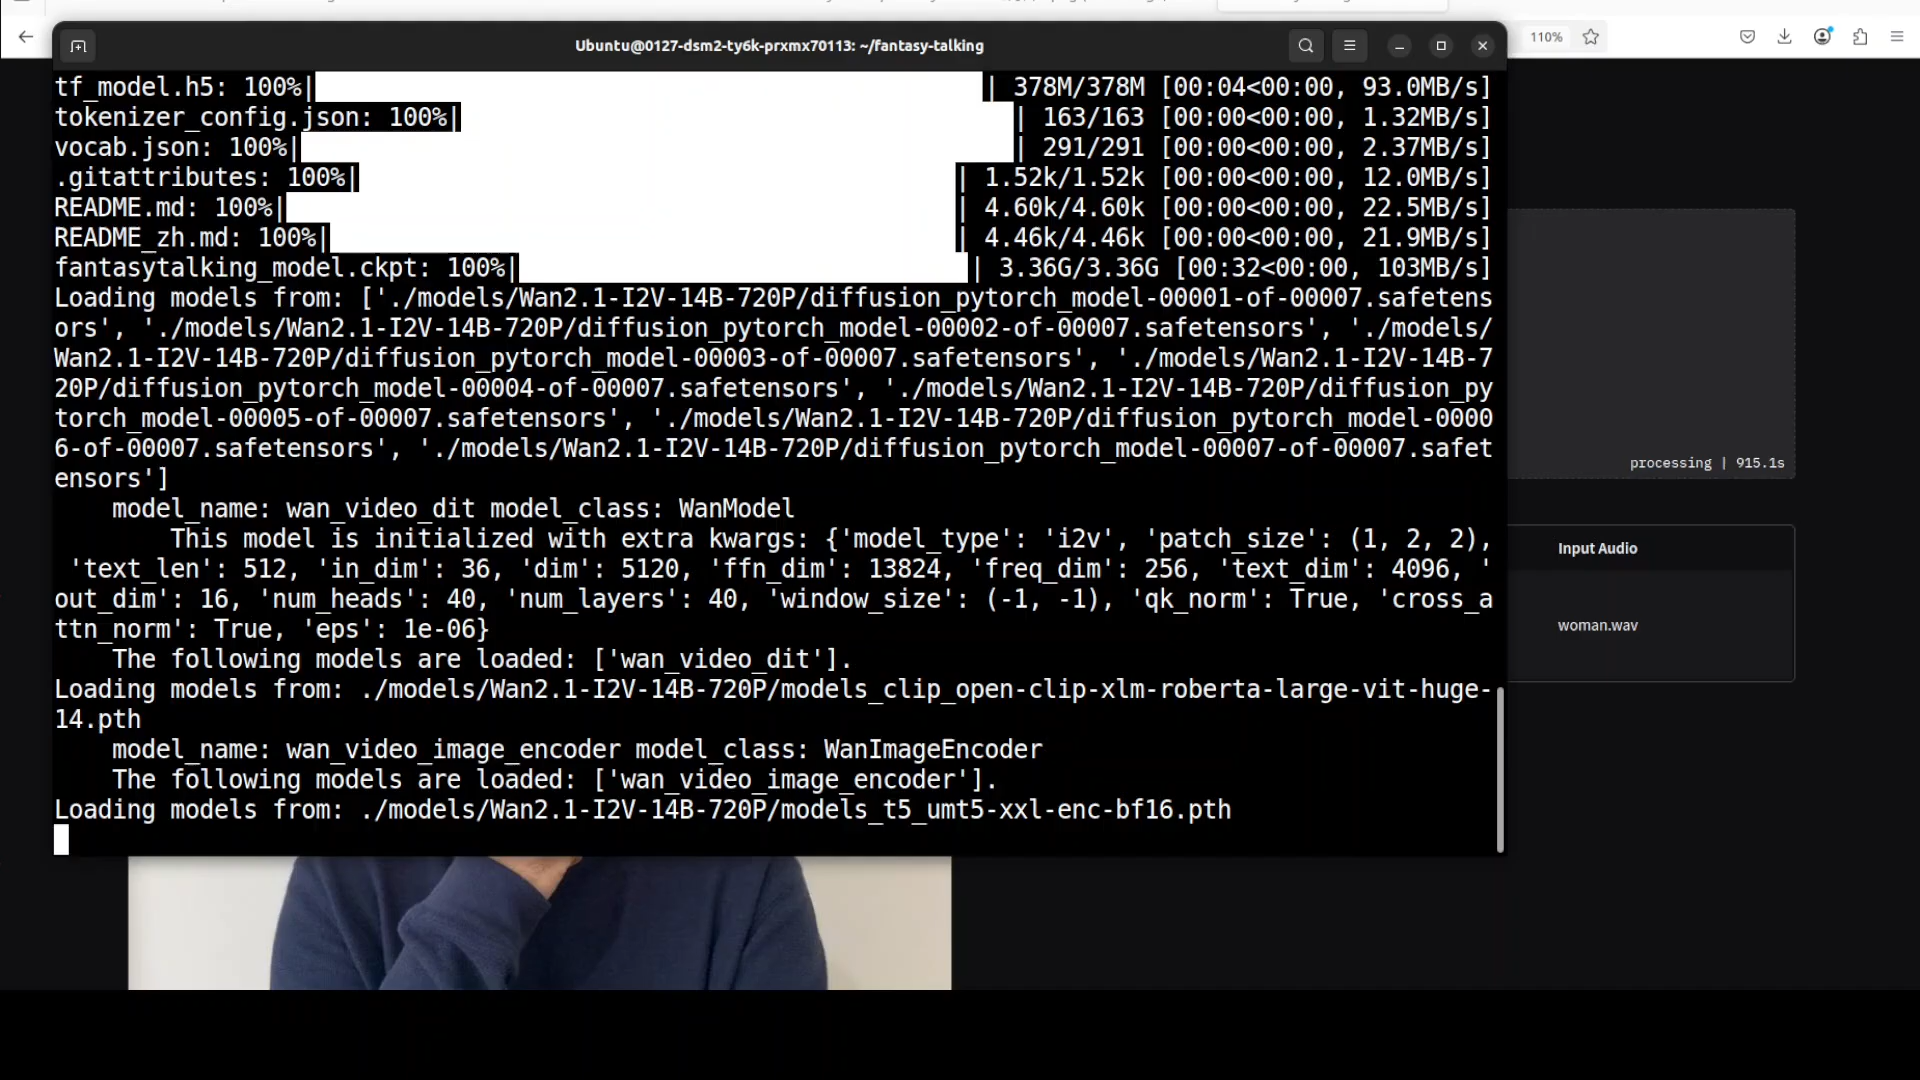 110%
Ubuntu@0127-dsm2-ty6k-prxmx70113: ~/fantasy-talking
tf_model.h5: 100%| | 378M/378M [00:04<00:00, 93.0MB/s]
tokenizer_config.json: 100%| | 163/163 [00:00<00:00, 1.32MB/s]
vocab.json: 100%| | 291/291 [00:00<00:00, 2.37MB/s]
.gitattributes: 100%| | 1.52k/1.52k [00:00<00:00, 12.0MB/s]
README.md: 100%| | 4.60k/4.60k [00:00<00:00, 22.5MB/s]
README_zh.md: 100%| | 4.46k/4.46k [00:00<00:00, 21.9MB/s]
fantasytalking_model.ckpt: 100%| | 3.36G/3.36G [00:32<00:00, 103MB/s]
Loading models from: ['./models/Wan2.1-I2V-14B-720P/diffusion_pytorch_model-00001-of-00007.safetens
ors', './models/Wan2.1-I2V-14B-720P/diffusion_pytorch_model-00002-of-00007.safetensors', './models/
Wan2.1-I2V-14B-720P/diffusion_pytorch_model-00003-of-00007.safetensors', './models/Wan2.1-I2V-14B-7
20P/diffusion_pytorch_model-00004-of-00007.safetensors', './models/Wan2.1-I2V-14B-720P/diffusion_py
torch_model-00005-of-00007.safetensors', './models/Wan2.1-I2V-14B-720P/diffusion_pytorch_model-0000
6-of-00007.safetensors', './models/Wan2.1-I2V-14B-720P/diffusion_pytorch_model-00007-of-00007.safet
ensors']
model_name: wan_video_dit model_class: WanModel
This model is initialized with extra kwargs: {'model_type': 'i2v', 'patch_size': (1, 2, 2),
'text_len': 512, 'in_dim': 36, 'dim': 5120, 'ffn_dim': 13824, 'freq_dim': 256, 'text_dim': 4096, '
out_dim': 16, 'num_heads': 40, 'num_layers': 40, 'window_size': (-1, -1), 'qk_norm': True, 'cross_a
ttn_norm': True, 'eps': 1e-06}
The following models are loaded: ['wan_video_dit'].
Loading models from: ./models/Wan2.1-I2V-14B-720P/models_clip_open-clip-xlm-roberta-large-vit-huge-
14.pth
model_name: wan_video_image_encoder model_class: WanImageEncoder
The following models are loaded: ['wan_video_image_encoder'].
Loading models from: ./models/Wan2.1-I2V-14B-720P/models_t5_umt5-xxl-enc-bf16.pth
processing | 915.1s
Input Audio
woman.wav